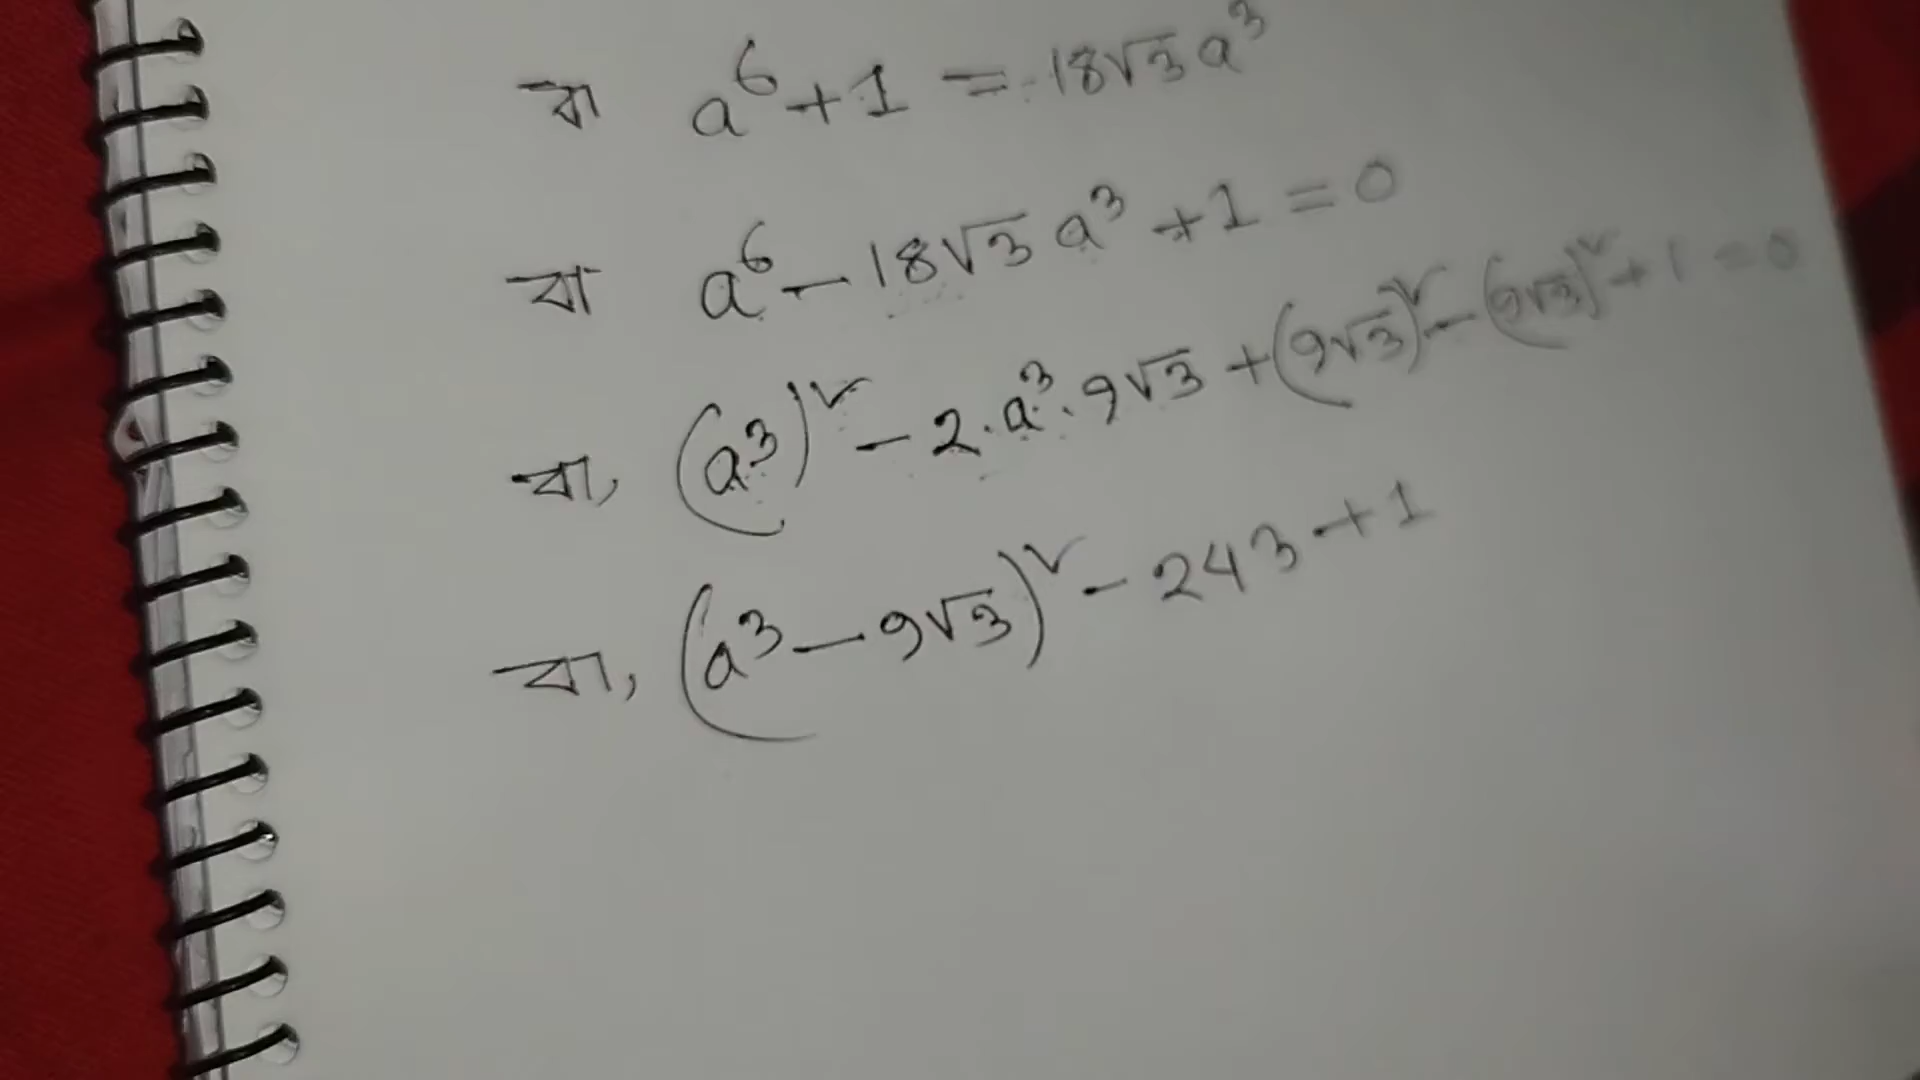 বা a⁶ + 1 = 18√3 a³
বা a⁶ − 18√3 a³ + 1 = 0
বা, (a³)² − 2·a³·9√3 + (9√3)² − (9√3)² + 1 = 0
বা, (a³ − 9√3)² − 243 + 1